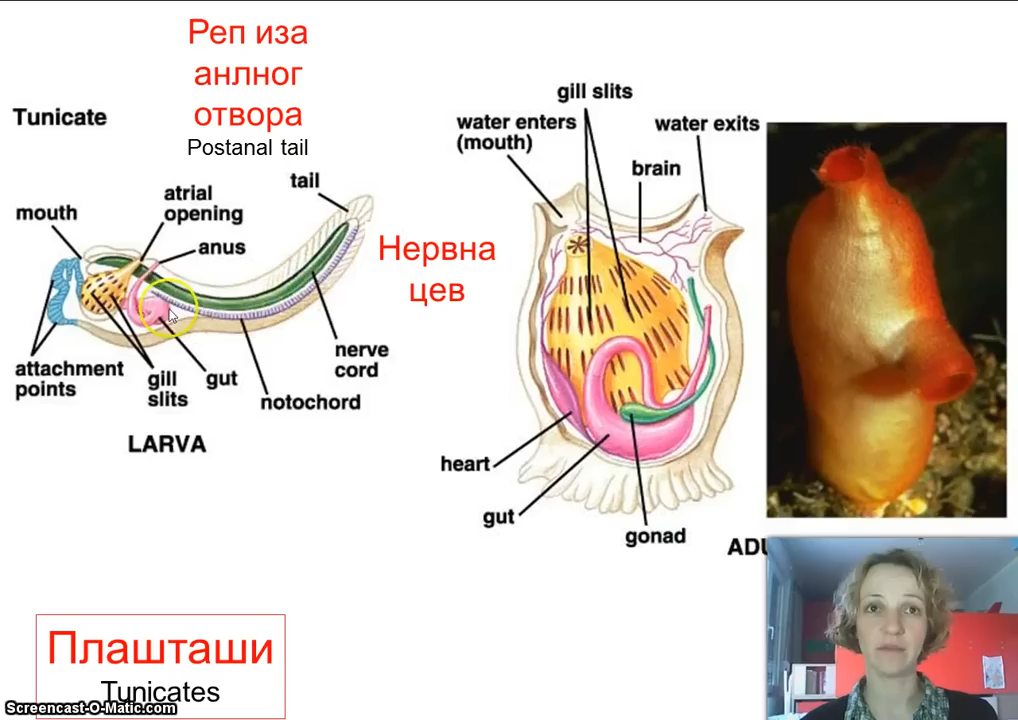 Реп иза
анлног
отвора
Postanal tail
Tunicate
mouth
atrial
opening
tail
anus
attachment
points
gill
slits
gut
notochord
nerve
cord
LARVA
Нервна
цев
gill slits
water enters
(mouth)
water exits
brain
heart
gut
gonad
ADU
Плашташи
Tunicates
Screencast-O-Matic.com